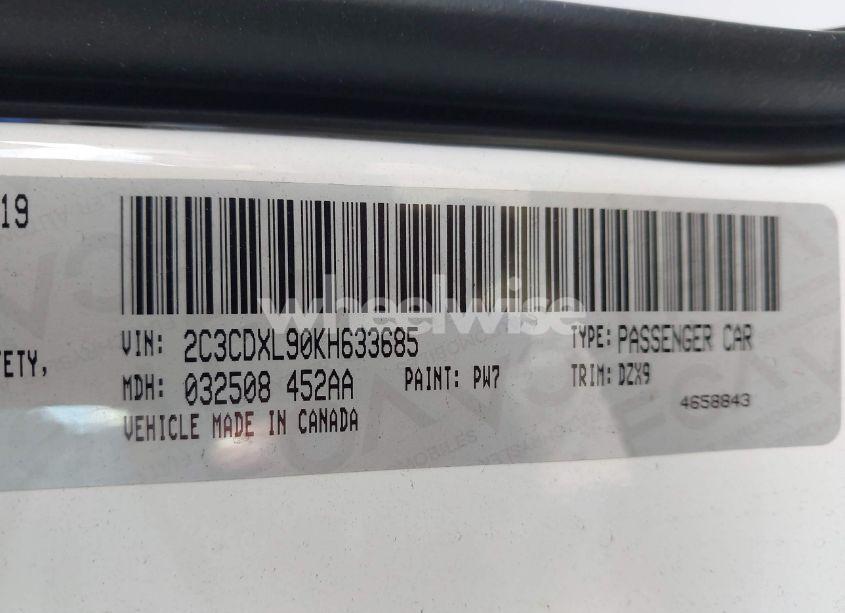 19
wheelwise
VIN: 2C3CDXL90KH633685 TYPE: PASSENGER CAR
ETY,
MDH: 032508 452AA PAINT: PW7 TRIM: DZX9
4658843
VEHICLE MADE IN CANADA